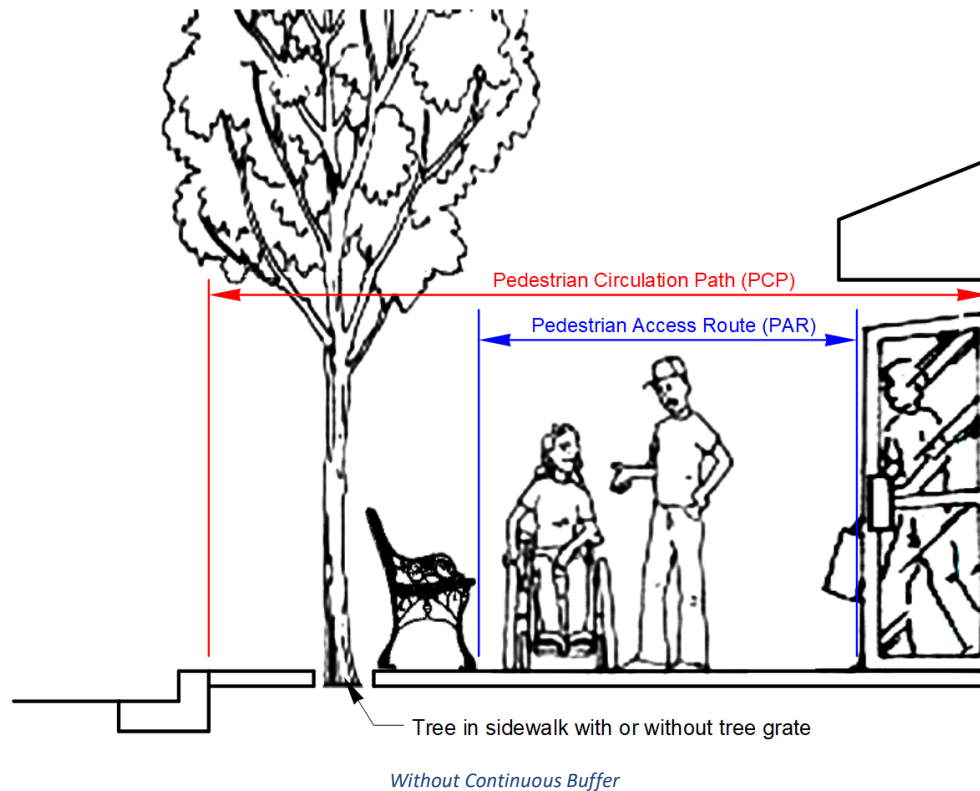 Pedestrian Circulation Path (PCP)
Pedestrian Access Route (PAR)
Tree in sidewalk with or without tree grate
Without Continuous Buffer